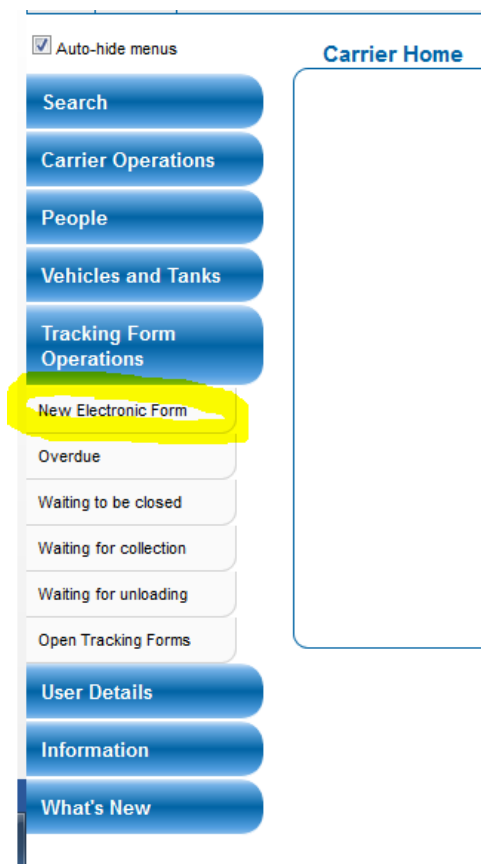 Auto-hide menus
Carrier Home
Search
Carrier Operations
People
Vehicles and Tanks
Tracking Form
Operations
New Electronic Form
Overdue
Waiting to be closed
Waiting for collection
Waiting for unloading
Open Tracking Forms
User Details
Information
What's New